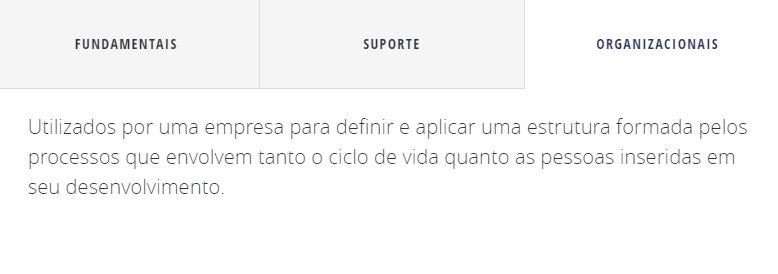 FUNDAMENTAIS
SUPORTE
ORGANIZACIONAIS
Utilizados por uma empresa para definir e aplicar uma estrutura formada pelos
processos que envolvem tanto o ciclo de vida quanto as pessoas inseridas em
seu desenvolvimento.